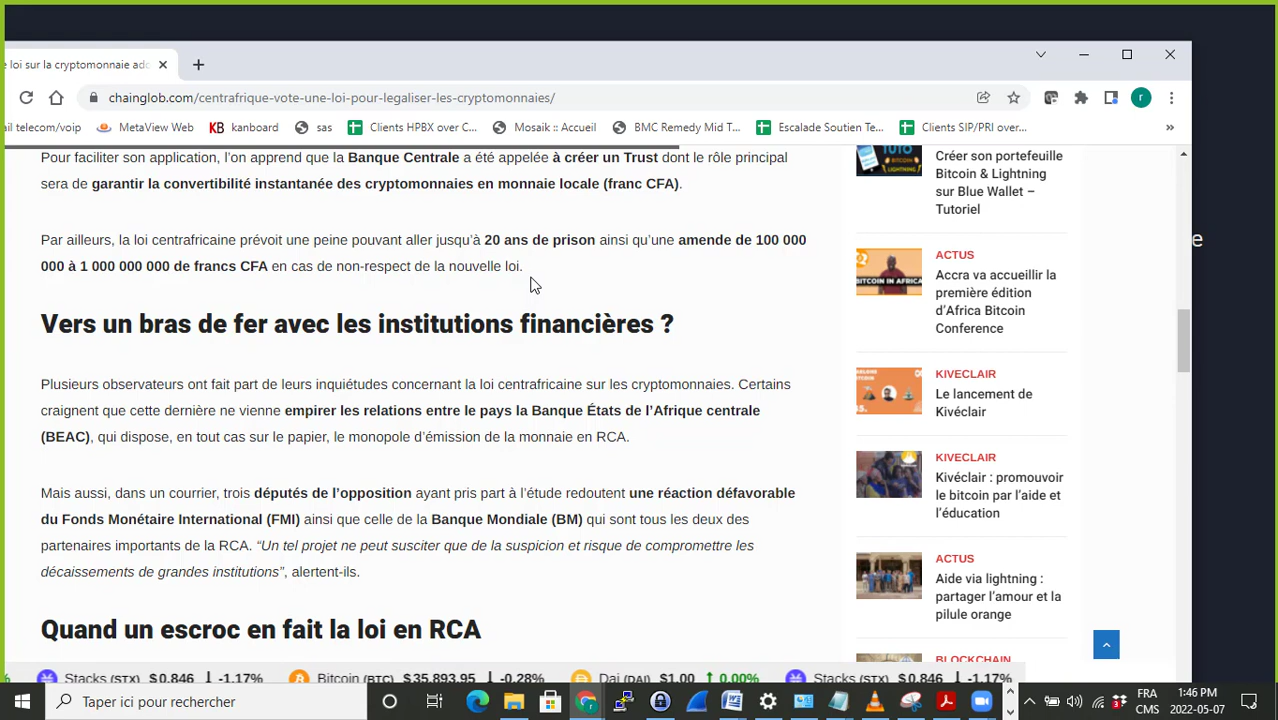 e loi sur la cryptomonnaie ado
chainglob.com/centrafrique-vote-une-loi-pour-legaliser-les-cryptomonnaies/
r
ail telecom/voip
MetaView Web
KB kanboard
sas
Clients HPBX over C...
Mosaik :: Accueil
BMC Remedy Mid T...
Escalade Soutien Te...
Clients SIP/PRI over...
»
Pour faciliter son application, l’on apprend que la Banque Centrale a été appelée à créer un Trust dont le rôle principal
sera de garantir la convertibilité instantanée des cryptomonnaies en monnaie locale (franc CFA).
Par ailleurs, la loi centrafricaine prévoit une peine pouvant aller jusqu’à 20 ans de prison ainsi qu’une amende de 100 000
000 à 1 000 000 000 de francs CFA en cas de non-respect de la nouvelle loi.
Vers un bras de fer avec les institutions financières ?
Plusieurs observateurs ont fait part de leurs inquiétudes concernant la loi centrafricaine sur les cryptomonnaies. Certains
craignent que cette dernière ne vienne empirer les relations entre le pays la Banque États de l’Afrique centrale
(BEAC), qui dispose, en tout cas sur le papier, le monopole d’émission de la monnaie en RCA.
Mais aussi, dans un courrier, trois députés de l’opposition ayant pris part à l’étude redoutent une réaction défavorable
du Fonds Monétaire International (FMI) ainsi que celle de la Banque Mondiale (BM) qui sont tous les deux des
partenaires importants de la RCA. “Un tel projet ne peut susciter que de la suspicion et risque de compromettre les
décaissements de grandes institutions”, alertent-ils.
Quand un escroc en fait la loi en RCA
TUTO
BITCOIN
LIGHTNING
Créer son portefeuille
Bitcoin & Lightning
sur Blue Wallet –
Tutoriel
BITCOIN IN AFRICA
ACTUS
Accra va accueillir la
première édition
d’Africa Bitcoin
Conference
KIVECLAIR
Le lancement de
Kivéclair
KIVECLAIR
Kivéclair : promouvoir
le bitcoin par l’aide et
l’éducation
ACTUS
Aide via lightning :
partager l’amour et la
pilule orange
BLOCKCHAIN
e
%
Stacks (STX) $0.846 ↓ -1.17%
Bitcoin (BTC) $35,893.95 ↓ -0.28%
Dai (DAI) $1.00 ↑ 0.00%
Stacks (STX) $0.846 ↓ -1.17%
Taper ici pour rechercher
FRA
CMS
1:46 PM
2022-05-07